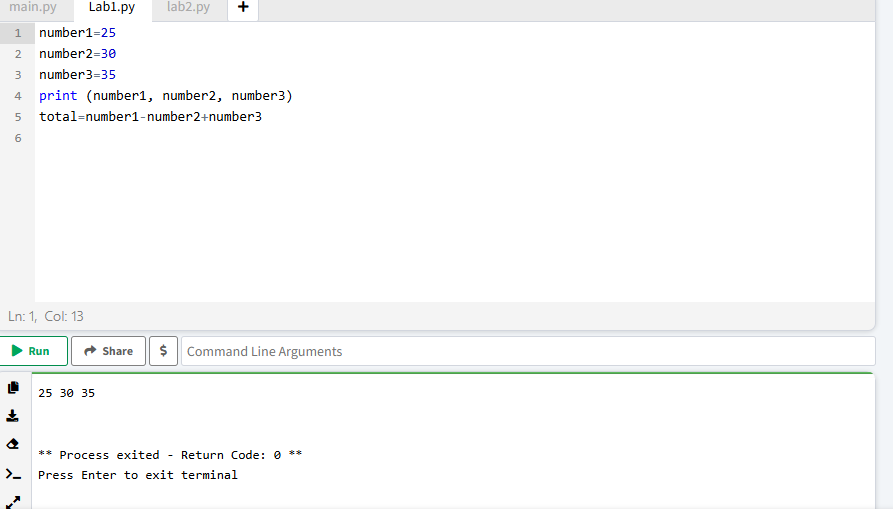 main.py Lab1.py lab2.py +
1 number1=25
2 number2=30
3 number3=35
4 print (number1, number2, number3)
5 total=number1-number2+number3
6
Ln: 1, Col: 13
Run Share $ Command Line Arguments
25 30 35
** Process exited - Return Code: 0 **
Press Enter to exit terminal